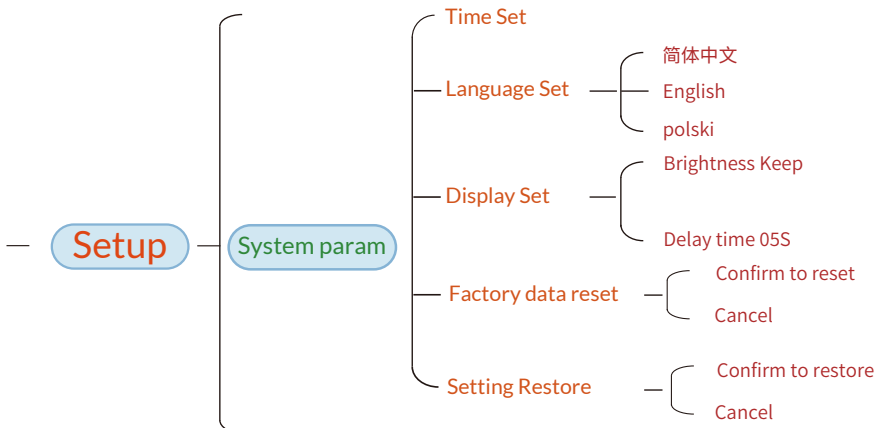 Setup
System param
Time Set
Language Set
简体中文
English
polski
Display Set
Brightness Keep
Delay time 05S
Factory data reset
Confirm to reset
Cancel
Setting Restore
Confirm to restore
Cancel